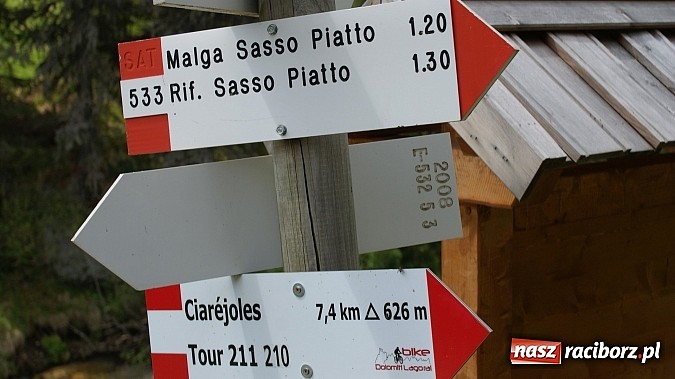 SAT
Malga Sasso Piatto 1.20
533 Rif. Sasso Piatto 1.30
2008
E-532 5 3
Ciaréjoles 7,4 km △ 626 m
Tour 211 210
bike
Dolomiti Lagorai
nasz raciborz.pl